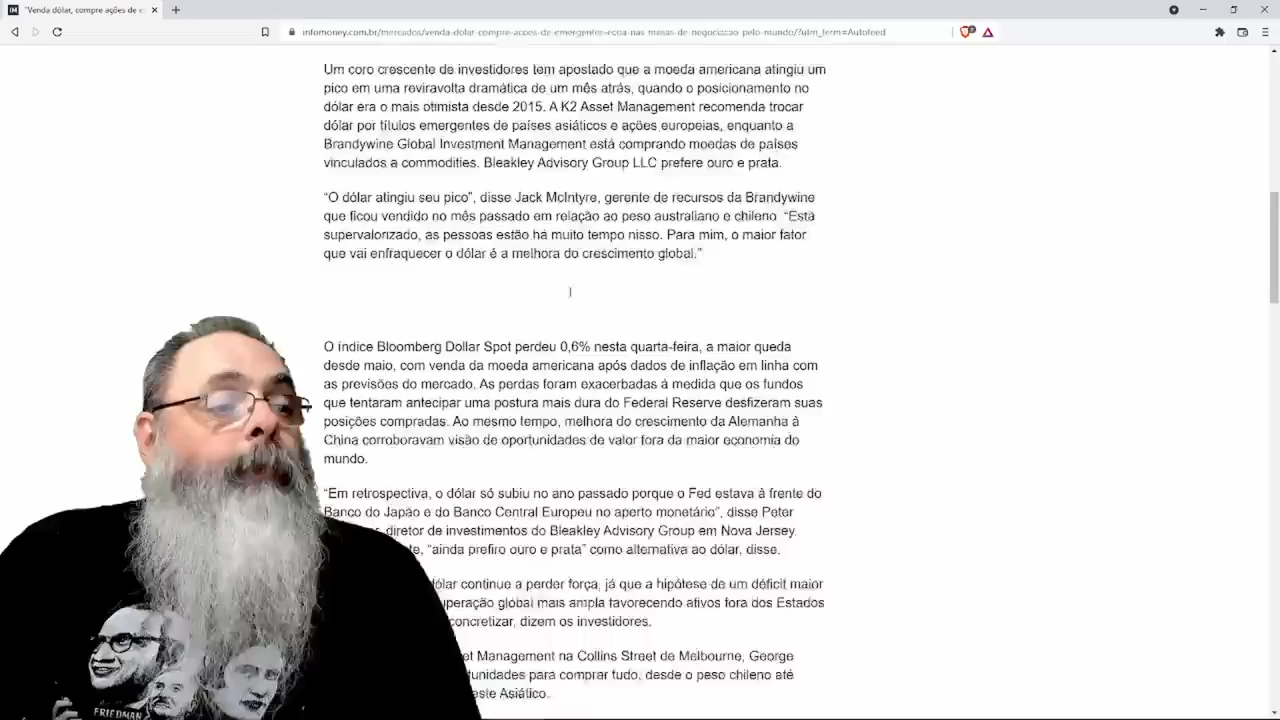 "Venda dólar, compre ações de e
infomoney.com.br/mercados/venda-dolar-compre-acoes-de-emergentes-ecoa-nas-mesas-de-negociacao-pelo-mundo/?utm_term=Autofeed
Um coro crescente de investidores tem apostado que a moeda americana atingiu um
pico em uma reviravolta dramática de um mês atrás, quando o posicionamento no
dólar era o mais otimista desde 2015. A K2 Asset Management recomenda trocar
dólar por títulos emergentes de países asiáticos e ações europeias, enquanto a
Brandywine Global Investment Management está comprando moedas de países
vinculados a commodities. Bleakley Advisory Group LLC prefere ouro e prata.
“O dólar atingiu seu pico”, disse Jack McIntyre, gerente de recursos da Brandywine
que ficou vendido no mês passado em relação ao peso australiano e chileno “Está
supervalorizado, as pessoas estão há muito tempo nisso. Para mim, o maior fator
que vai enfraquecer o dólar é a melhora do crescimento global.”
O índice Bloomberg Dollar Spot perdeu 0,6% nesta quarta-feira, a maior queda
desde maio, com venda da moeda americana após dados de inflação em linha com
as previsões do mercado. As perdas foram exacerbadas à medida que os fundos
que tentaram antecipar uma postura mais dura do Federal Reserve desfizeram suas
posições compradas. Ao mesmo tempo, melhora do crescimento da Alemanha à
China corroboravam visão de oportunidades de valor fora da maior economia do
mundo.
“Em retrospectiva, o dólar só subiu no ano passado porque o Fed estava à frente do
Banco do Japão e do Banco Central Europeu no aperto monetário”, disse Peter
diretor de investimentos do Bleakley Advisory Group em Nova Jersey.
“ainda prefiro ouro e prata” como alternativa ao dólar, disse.
dólar continue a perder força, já que a hipótese de um déficit maior
global mais ampla favorecendo ativos fora dos Estados
concretizar, dizem os investidores.
Management na Collins Street de Melbourne, George
para comprar tudo, desde o peso chileno até
Asiático.
FRIEDMAN